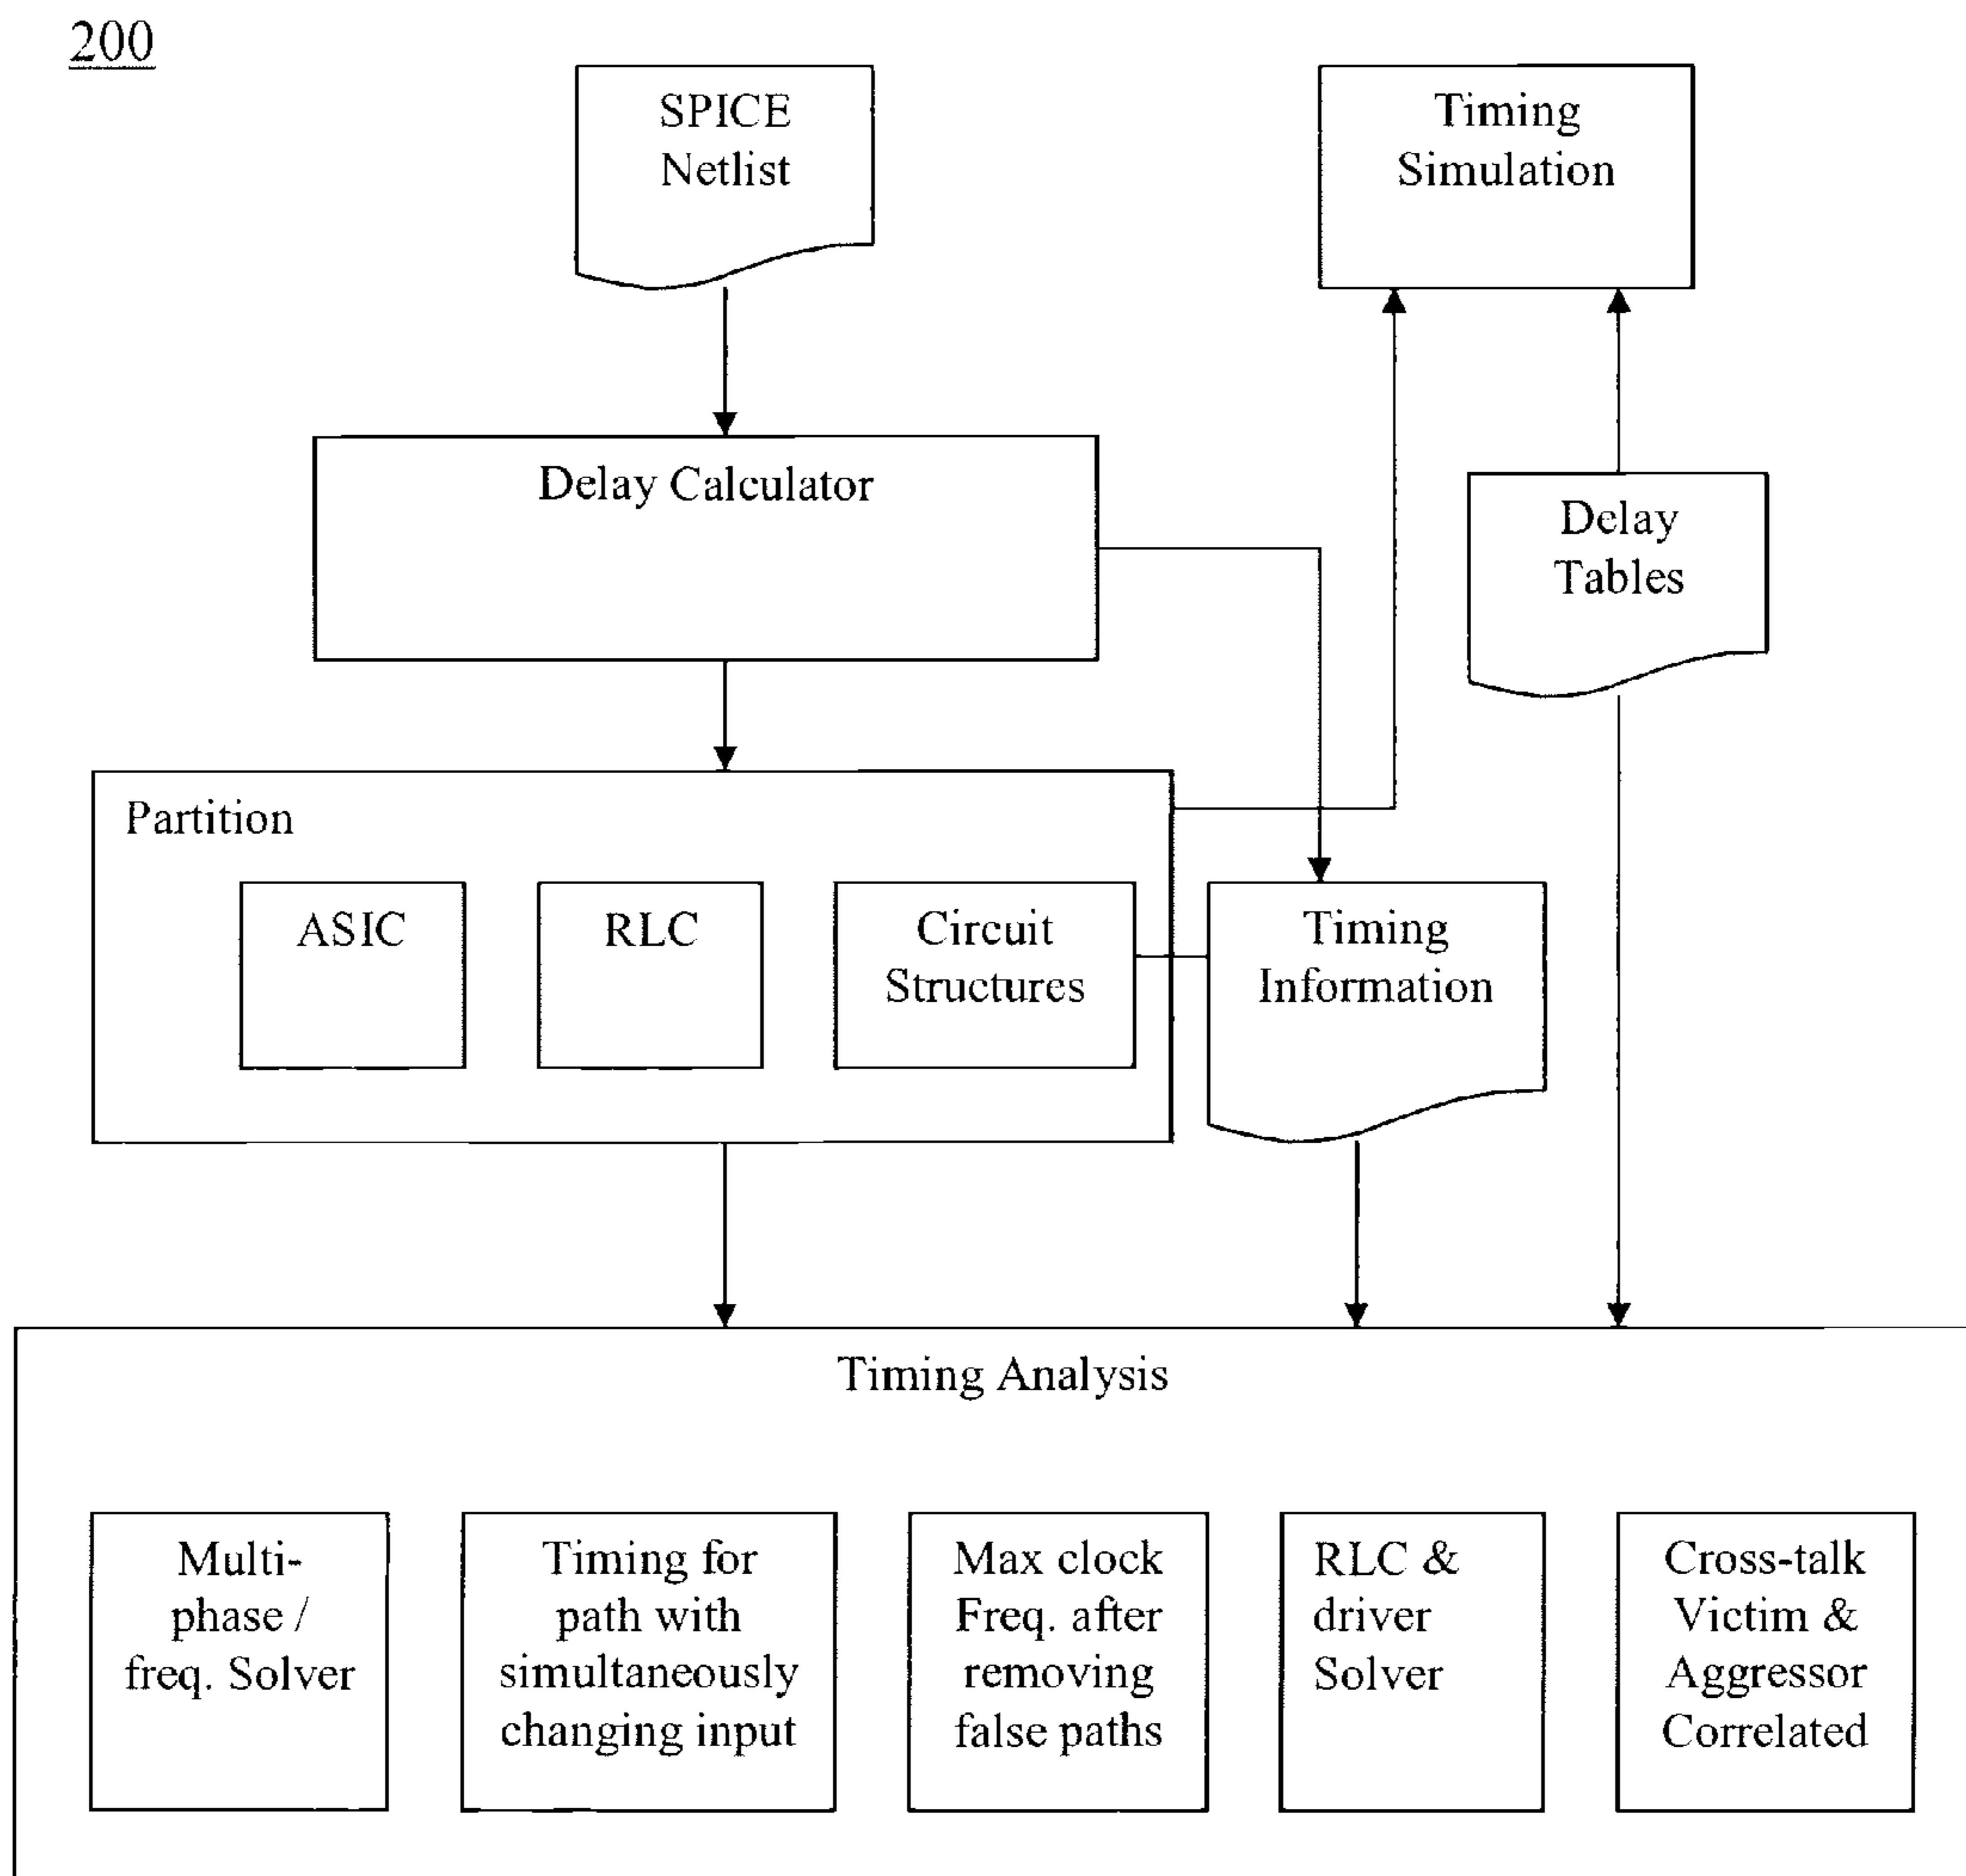 200
SPICE
Netlist
Timing
Simulation
Delay Calculator
Delay
Tables
Partition
ASIC
RLC
Circuit
Structures
Timing
Information
Timing Analysis
Multi-
phase /
freq. Solver
Timing for
path with
simultaneously
changing input
Max clock
Freq. after
removing
false paths
RLC &
driver
Solver
Cross-talk
Victim &
Aggressor
Correlated